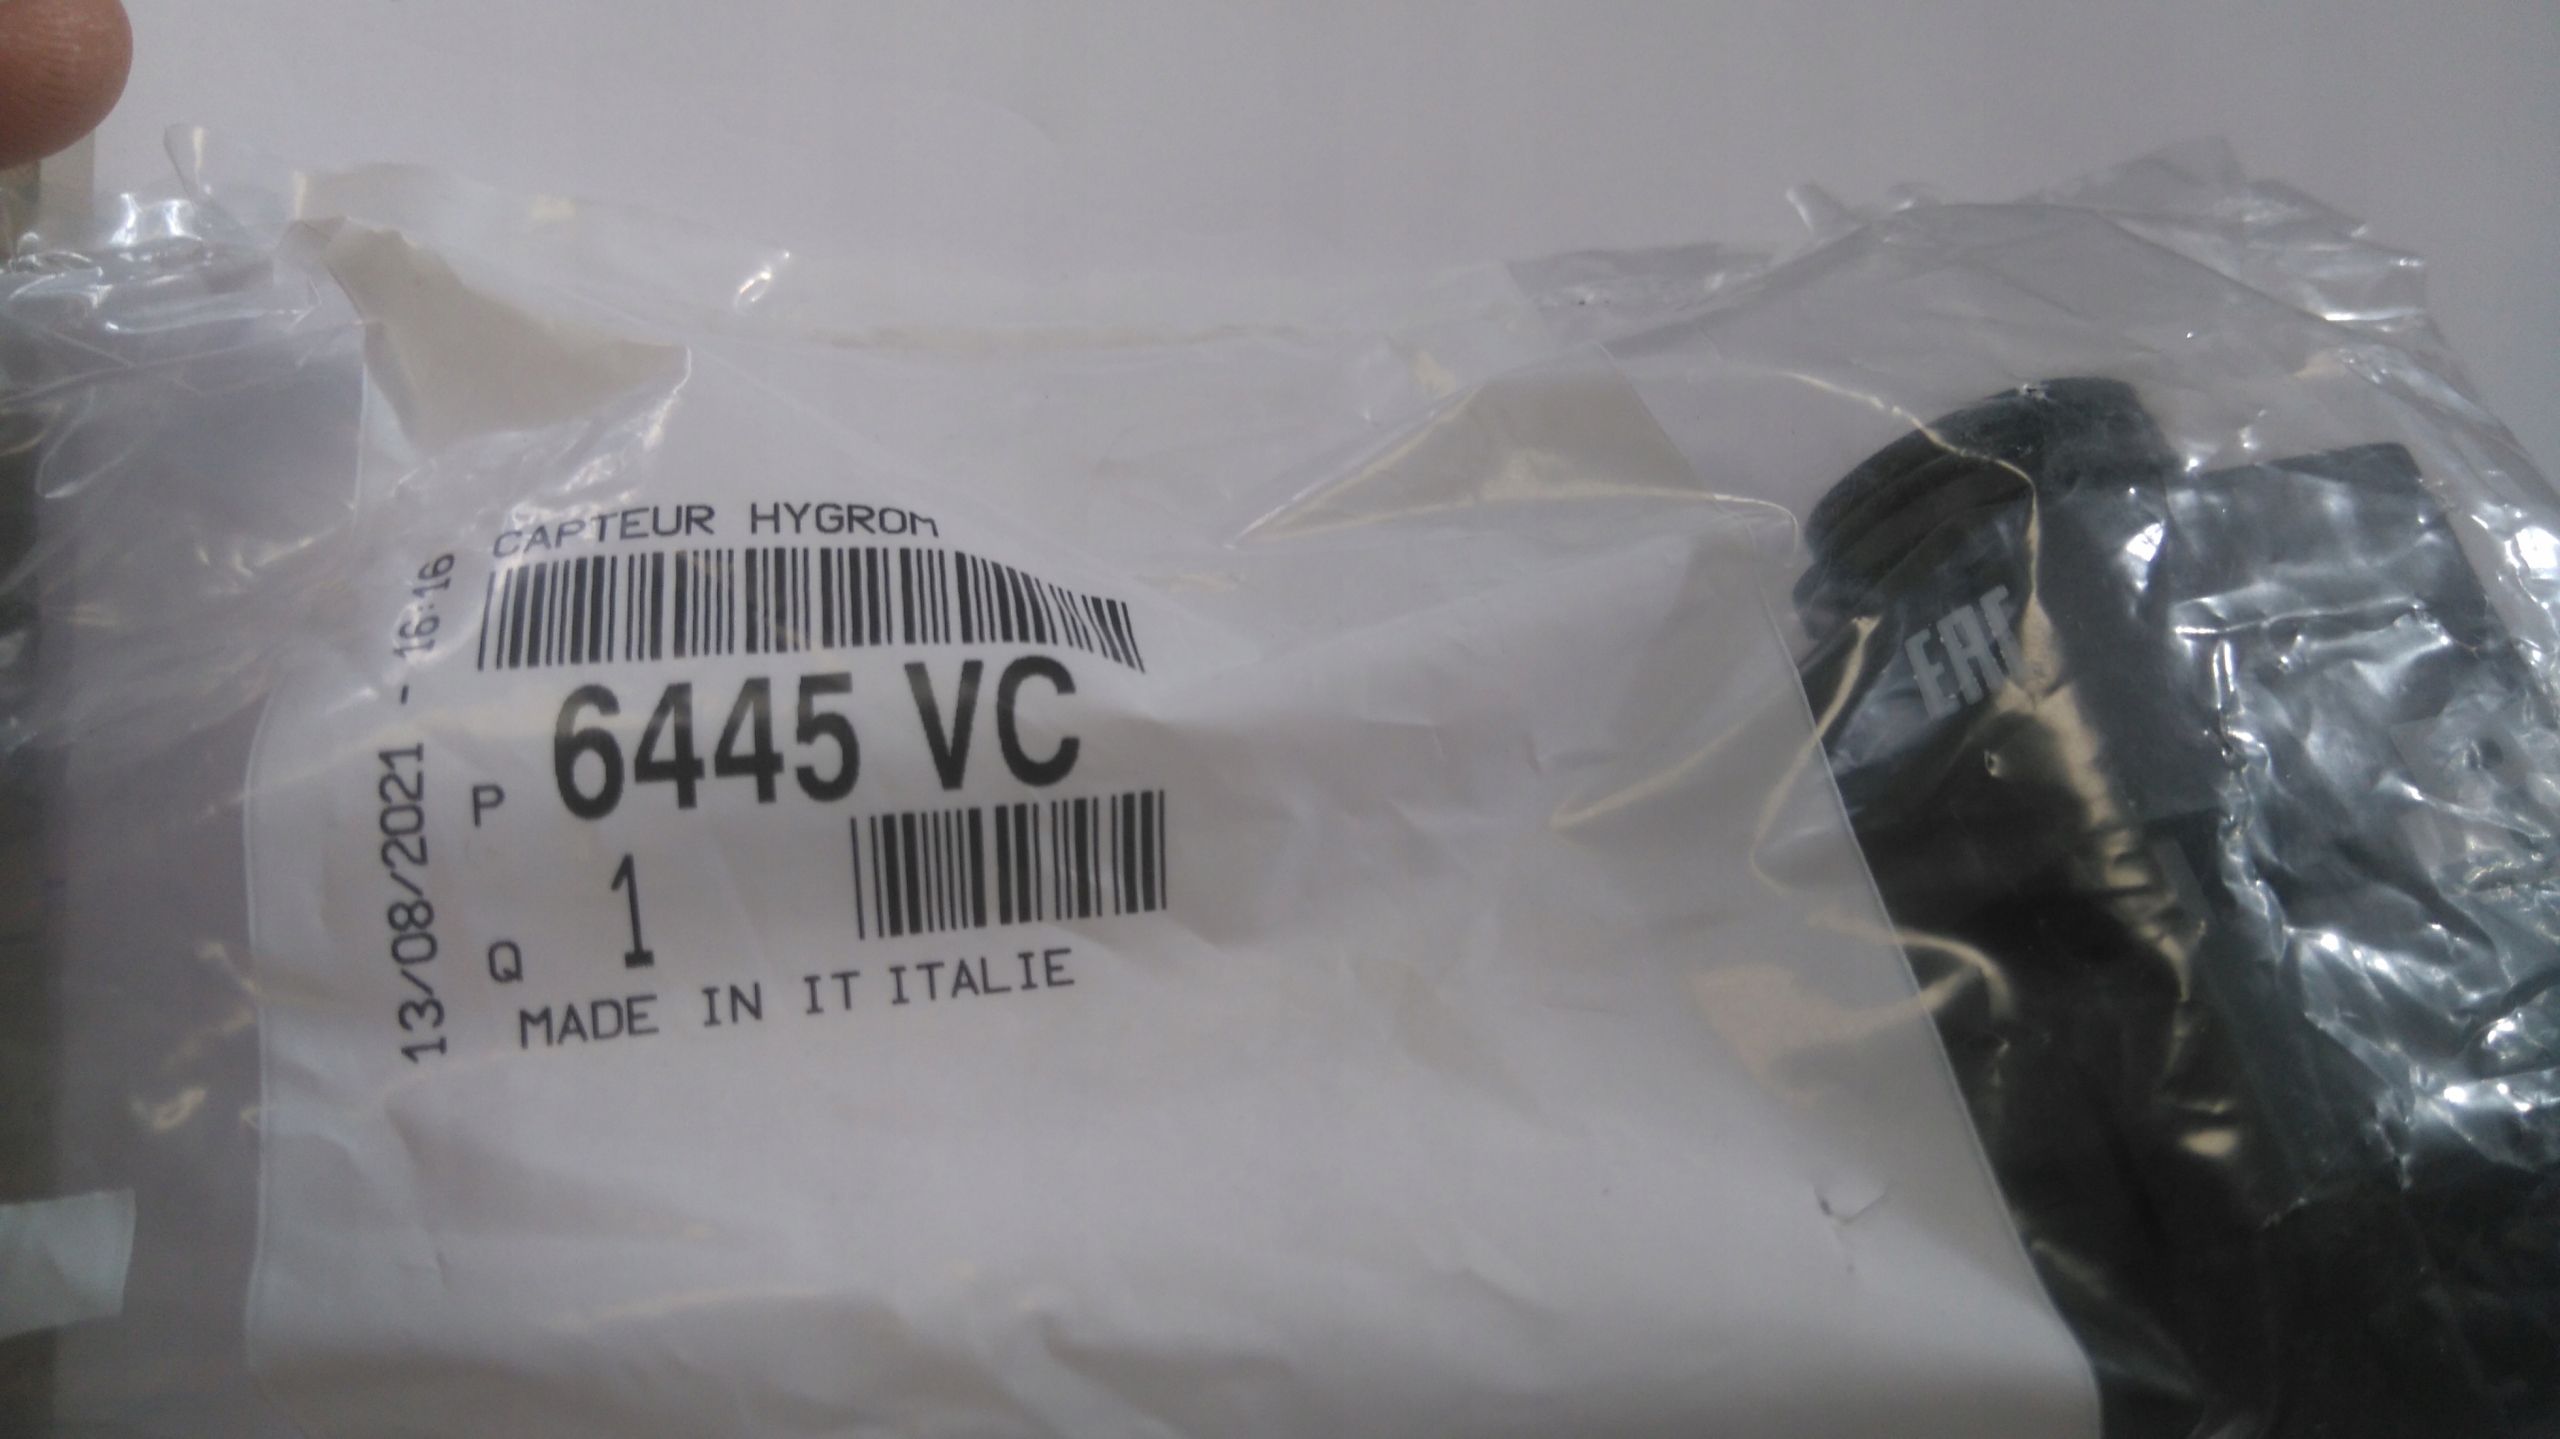 CAPTEUR HYGROM
13/08/2021 - 16:16
P 6445 VC
Q 1
MADE IN IT ITALIE
EAC